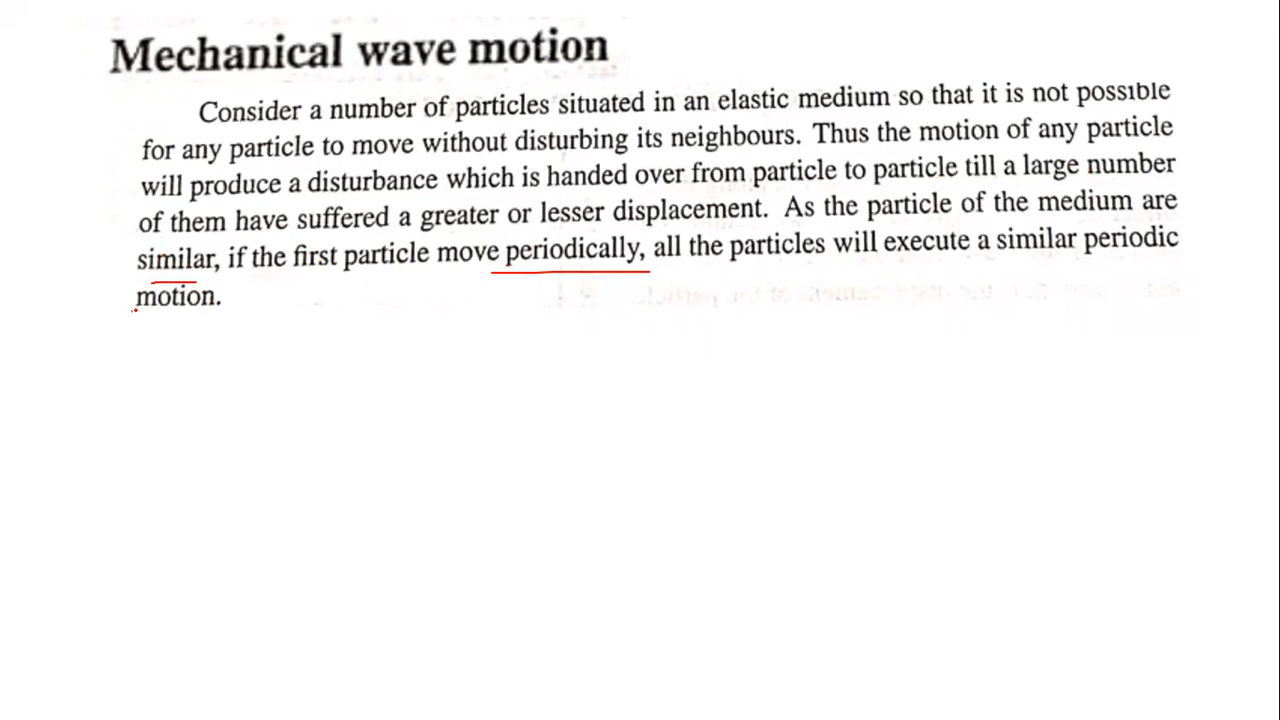 Mechanical wave motion
Consider a number of particles situated in an elastic medium so that it is not possible
for any particle to move without disturbing its neighbours. Thus the motion of any particle
will produce a disturbance which is handed over from particle to particle till a large number
of them have suffered a greater or lesser displacement. As the particle of the medium are
similar, if the first particle move periodically, all the particles will execute a similar periodic
motion.